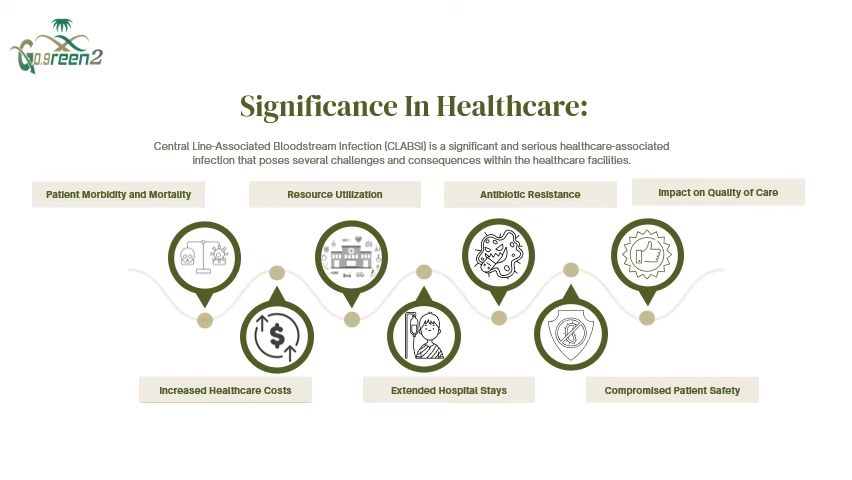 Go.green2
Significance In Healthcare:
Central Line-Associated Bloodstream Infection (CLABSI) is a significant and serious healthcare-associated
infection that poses several challenges and consequences within the healthcare facilities.
Patient Morbidity and Mortality
Resource Utilization
Antibiotic Resistance
Impact on Quality of Care
$
Increased Healthcare Costs
Extended Hospital Stays
Compromised Patient Safety